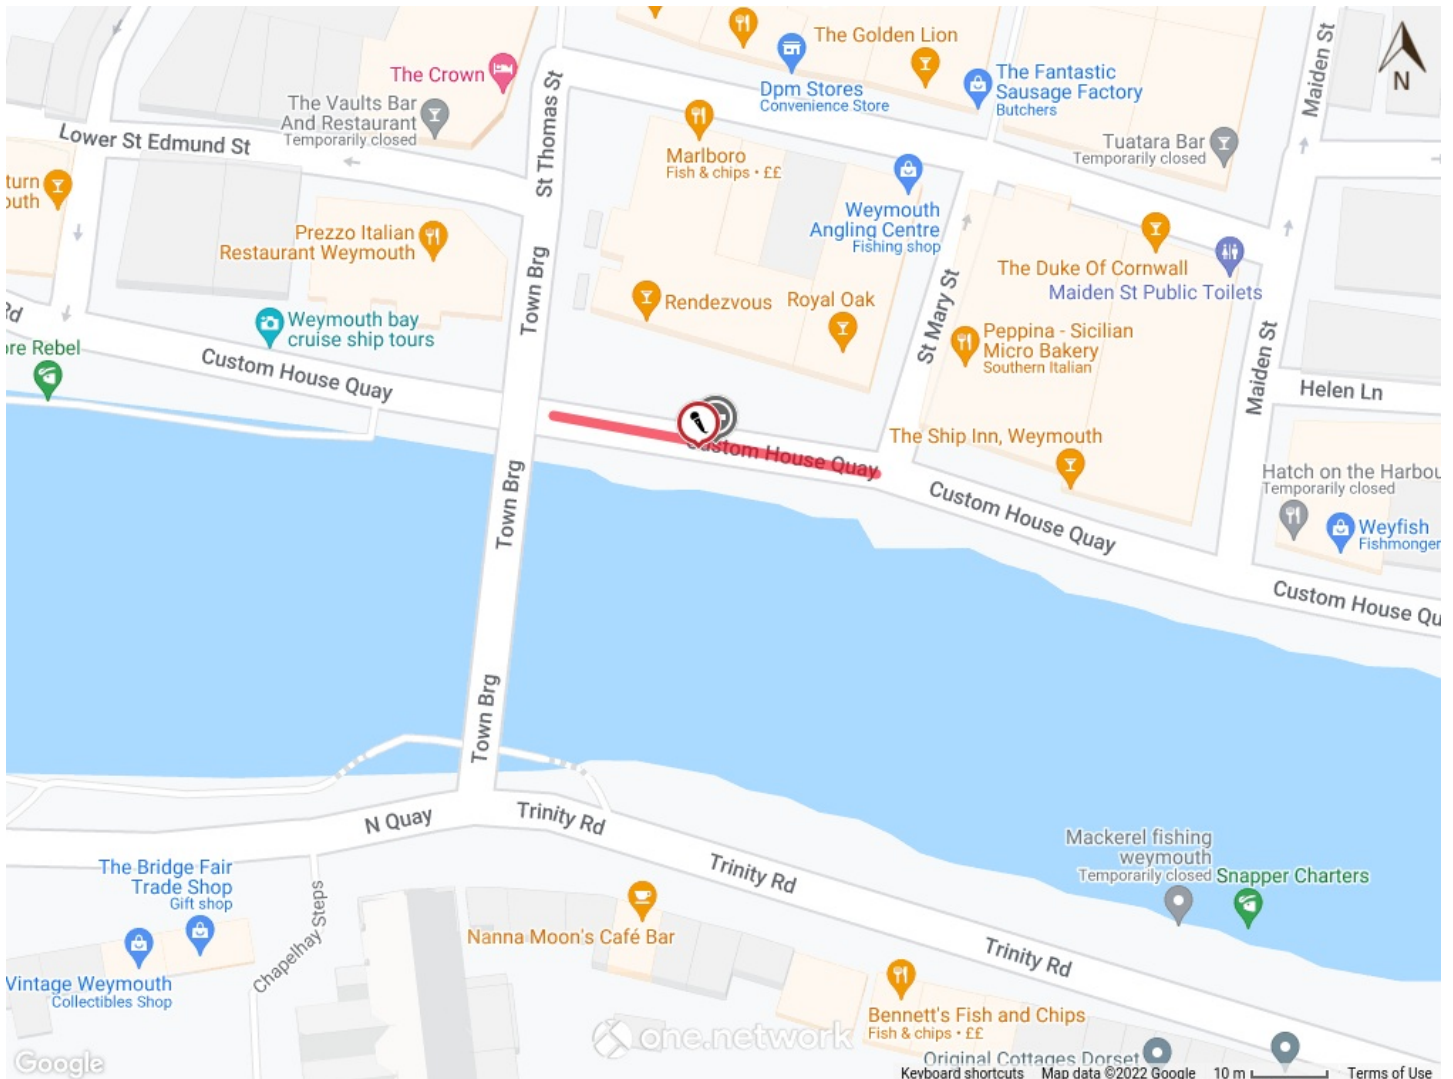 The Golden Lion
The Crown
Dpm Stores
Convenience Store
The Fantastic
Sausage Factory
Butchers
Maiden St
N
The Vaults Bar
And Restaurant
Temporarily closed
Lower St Edmund St
St Thomas St
Marlboro
Fish & chips • ££
Tuatara Bar
Temporarily closed
turn
outh
Prezzo Italian
Restaurant Weymouth
Weymouth
Angling Centre
Fishing shop
The Duke Of Cornwall
Maiden St Public Toilets
Town Brg
Rendezvous
Royal Oak
St Mary St
Peppina - Sicilian
Micro Bakery
Southern Italian
Rd
Weymouth bay
cruise ship tours
ore Rebel
Custom House Quay
Maiden St
Helen Ln
Custom House Quay
The Ship Inn, Weymouth
Town Brg
Custom House Quay
Hatch on the Harbou
Temporarily closed
Weyfish
Fishmonger
Custom House Qu
Town Brg
N Quay
Trinity Rd
Trinity Rd
Mackerel fishing
weymouth
Temporarily closed
Snapper Charters
The Bridge Fair
Trade Shop
Gift shop
Chapelhay Steps
Nanna Moon's Café Bar
Trinity Rd
Vintage Weymouth
Collectibles Shop
Bennett's Fish and Chips
Fish & chips • ££
one.network
Original Cottages Dorset
Google
Keyboard shortcuts
Map data ©2022 Google
10 m
Terms of Use